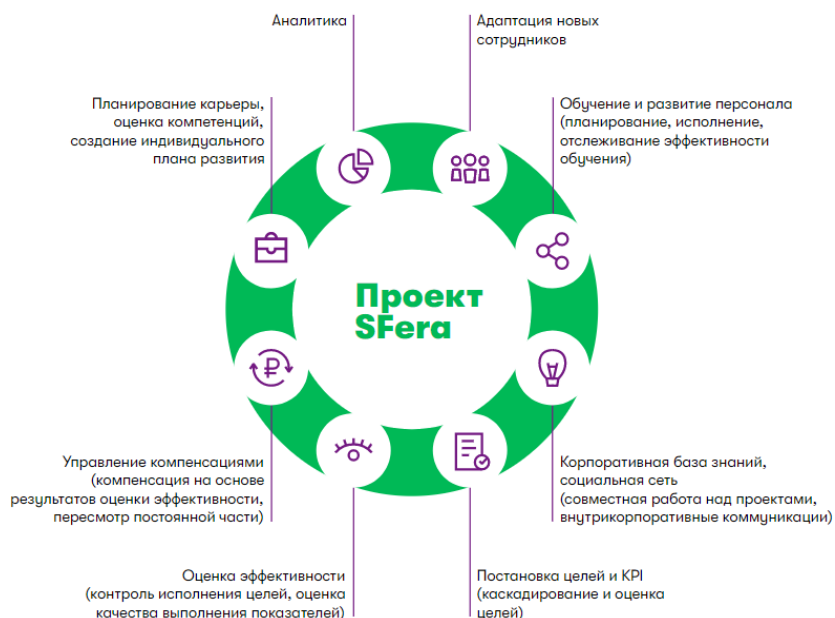 Аналитика
Адаптация новых
сотрудников
Планирование карьеры,
оценка компетенций,
создание индивидуального
плана развития
Обучение и развитие персонала
(планирование, исполнение,
отслеживание эффективности
обучения)
Проект
SFera
Управление компенсациями
(компенсация на основе
результатов оценки эффективности,
пересмотр постоянной части)
Корпоративная база знаний,
социальная сеть
(совместная работа над проектами,
внутрикорпоративные коммуникации)
Оценка эффективности
(контроль исполнения целей, оценка
качества выполнения показателей)
Постановка целей и KPI
(каскадирование и оценка
целей)